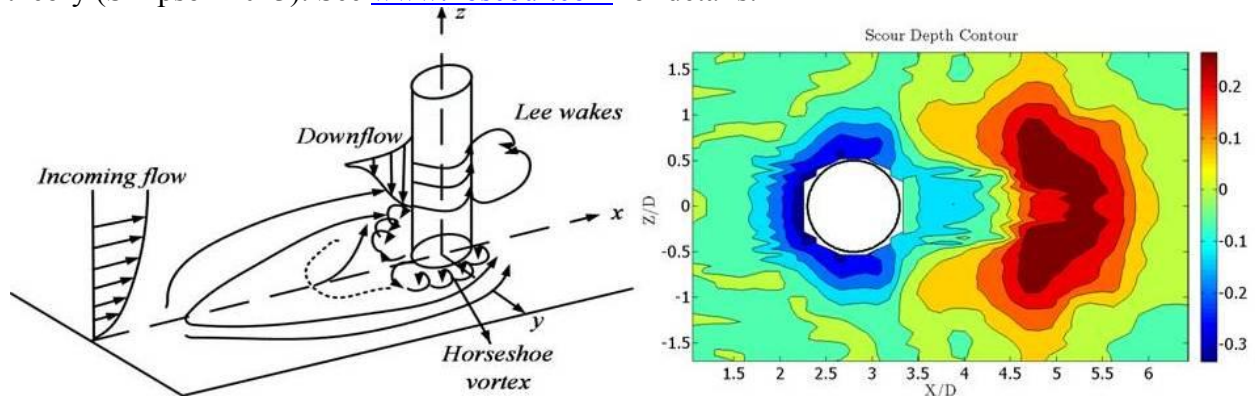 z
Lee wakes
Downflow
Incoming flow
x
y
Horseshoe
vortex
Scour Depth Contour
1.5
1
0.5
0
-0.5
-1
-1.5
Z/D
1.5
2
2.5
3
3.5
4
4.5
5
5.5
6
X/D
0.2
0.1
0
-0.1
-0.2
-0.3